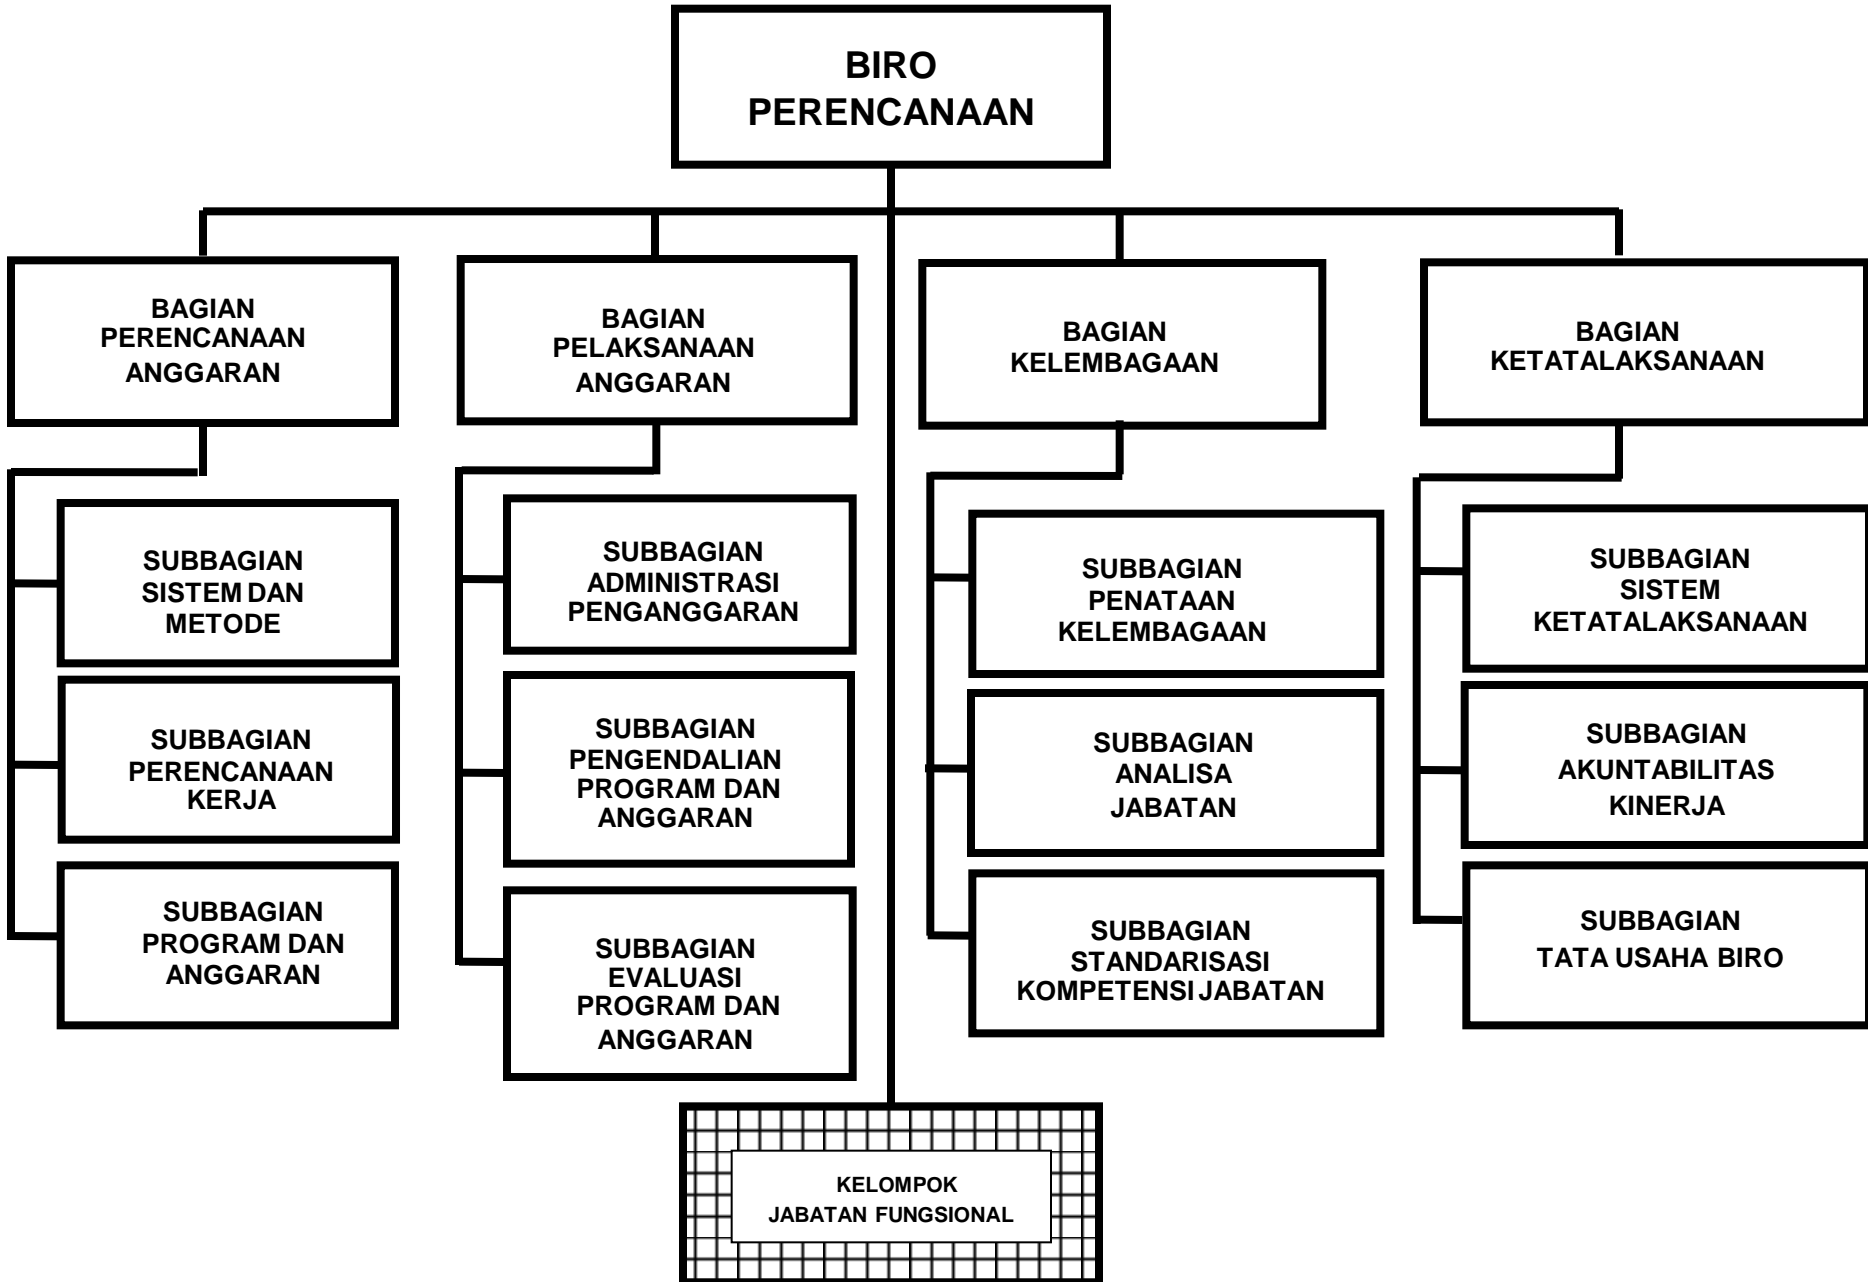 BIRO
PERENCANAAN
BAGIAN
PERENCANAAN
ANGGARAN
BAGIAN
PELAKSANAAN
ANGGARAN
BAGIAN
KELEMBAGAAN
BAGIAN
KETATALAKSANAAN
SUBBAGIAN
SISTEM DAN
METODE
SUBBAGIAN
PERENCANAAN
KERJA
SUBBAGIAN
PROGRAM DAN
ANGGARAN
SUBBAGIAN
ADMINISTRASI
PENGANGGARAN
SUBBAGIAN
PENGENDALIAN
PROGRAM DAN
ANGGARAN
SUBBAGIAN
EVALUASI
PROGRAM DAN
ANGGARAN
SUBBAGIAN
PENATAAN
KELEMBAGAAN
SUBBAGIAN
ANALISA
JABATAN
SUBBAGIAN
STANDARISASI
KOMPETENSI JABATAN
SUBBAGIAN
SISTEM
KETATALAKSANAAN
SUBBAGIAN
AKUNTABILITAS
KINERJA
SUBBAGIAN
TATA USAHA BIRO
KELOMPOK
JABATAN FUNGSIONAL